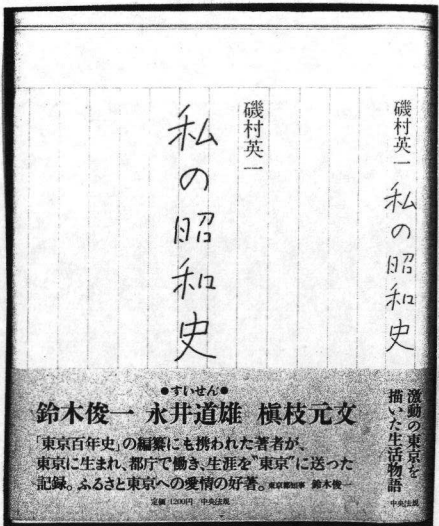 磯村英一
私の昭和史
磯村英一 私の昭和史
激動の東京を
描いた生活物語
中央法規
●すいせん●
鈴木俊一 永井道雄 槇枝元文
「東京百年史」の編纂にも携われた著者が、
東京に生まれ、都庁で働き、生涯を"東京"に送った
記録。ふるさと東京への愛情の好著。東京都知事 鈴木俊一
定価 1200円 中央法規